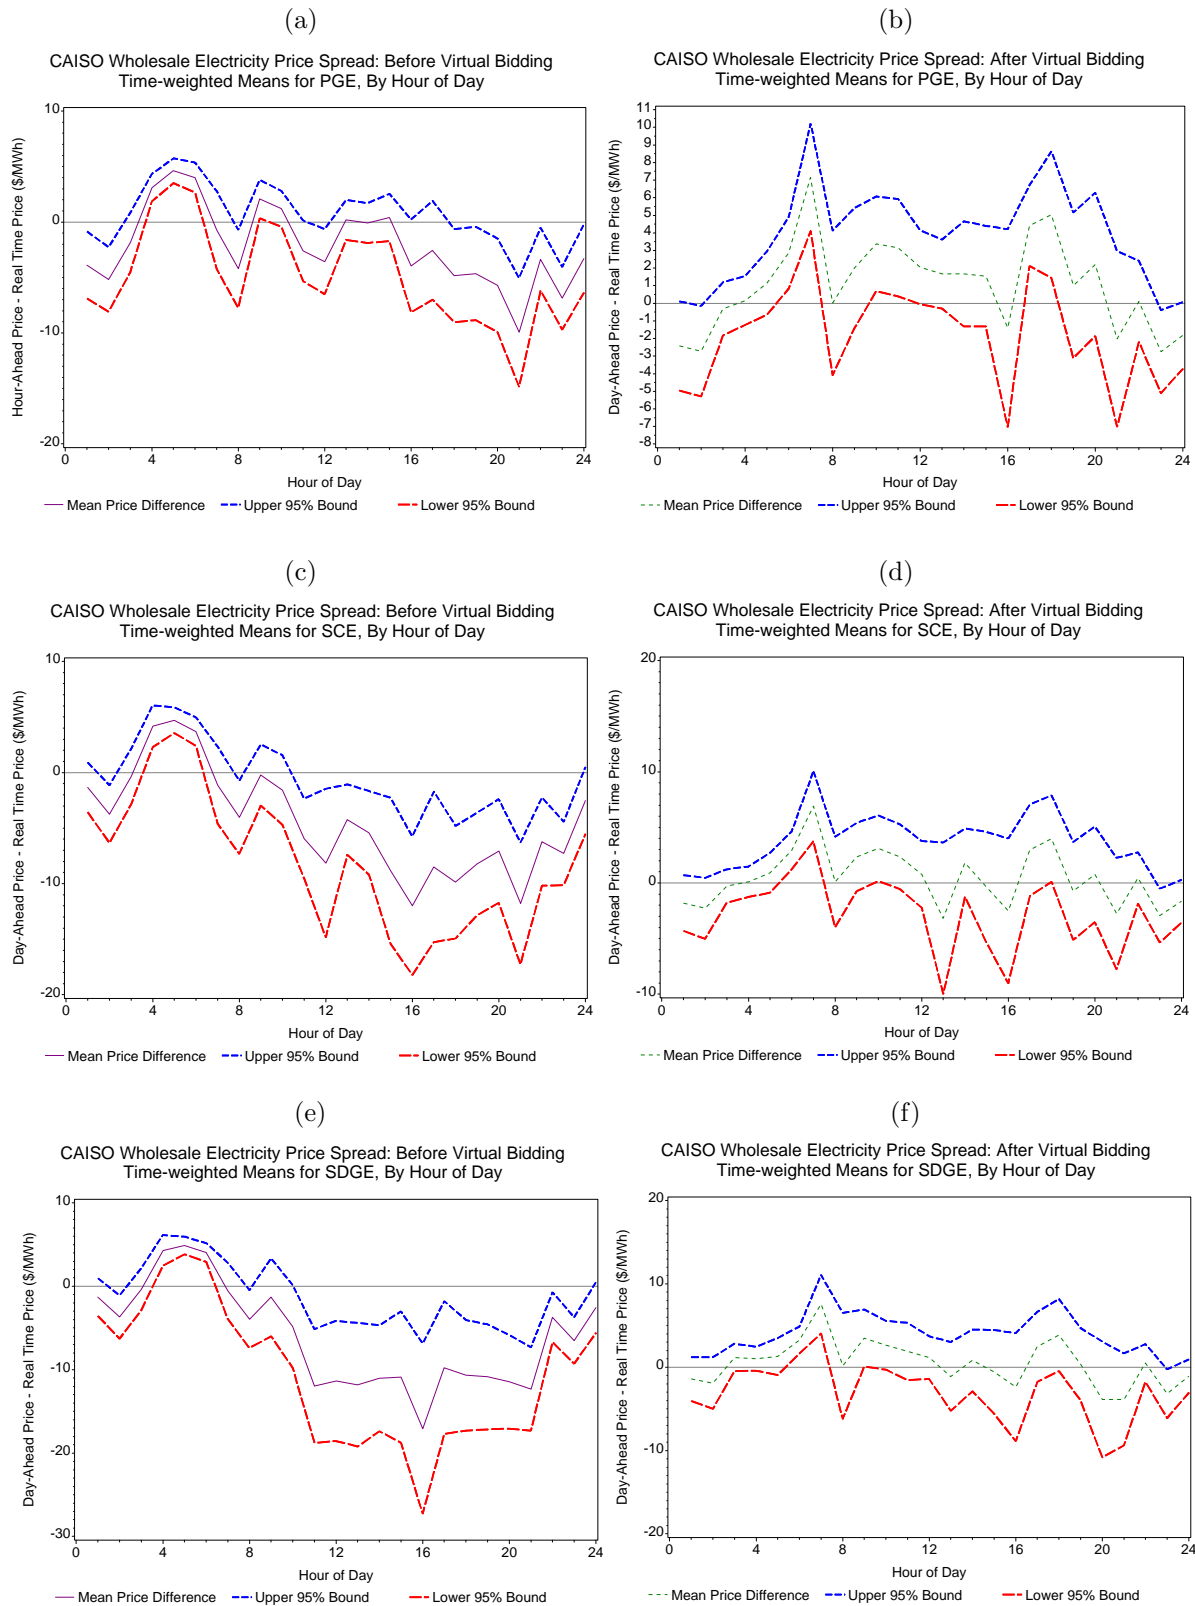 (a)
CAISO Wholesale Electricity Price Spread: Before Virtual Bidding
Time-weighted Means for PGE, By Hour of Day
Hour-Ahead Price - Real Time Price ($/MWh)
10
0
-10
-20
0 4 8 12 16 20 24
Hour of Day
Mean Price Difference Upper 95% Bound Lower 95% Bound
(b)
CAISO Wholesale Electricity Price Spread: After Virtual Bidding
Time-weighted Means for PGE, By Hour of Day
Day-Ahead Price - Real Time Price ($/MWh)
11
10
9
8
7
6
5
4
3
2
1
0
-1
-2
-3
-4
-5
-6
-7
-8
0 4 8 12 16 20 24
Hour of Day
Mean Price Difference Upper 95% Bound Lower 95% Bound
(c)
CAISO Wholesale Electricity Price Spread: Before Virtual Bidding
Time-weighted Means for SCE, By Hour of Day
Day-Ahead Price - Real Time Price ($/MWh)
10
0
-10
-20
0 4 8 12 16 20 24
Hour of Day
Mean Price Difference Upper 95% Bound Lower 95% Bound
(d)
CAISO Wholesale Electricity Price Spread: After Virtual Bidding
Time-weighted Means for SCE, By Hour of Day
Day-Ahead Price - Real Time Price ($/MWh)
20
10
0
-10
0 4 8 12 16 20 24
Hour of Day
Mean Price Difference Upper 95% Bound Lower 95% Bound
(e)
CAISO Wholesale Electricity Price Spread: Before Virtual Bidding
Time-weighted Means for SDGE, By Hour of Day
Day-Ahead Price - Real Time Price ($/MWh)
10
0
-10
-20
-30
0 4 8 12 16 20 24
Hour of Day
Mean Price Difference Upper 95% Bound Lower 95% Bound
(f)
CAISO Wholesale Electricity Price Spread: After Virtual Bidding
Time-weighted Means for SDGE, By Hour of Day
Day-Ahead Price - Real Time Price ($/MWh)
20
10
0
-10
-20
0 4 8 12 16 20 24
Hour of Day
Mean Price Difference Upper 95% Bound Lower 95% Bound